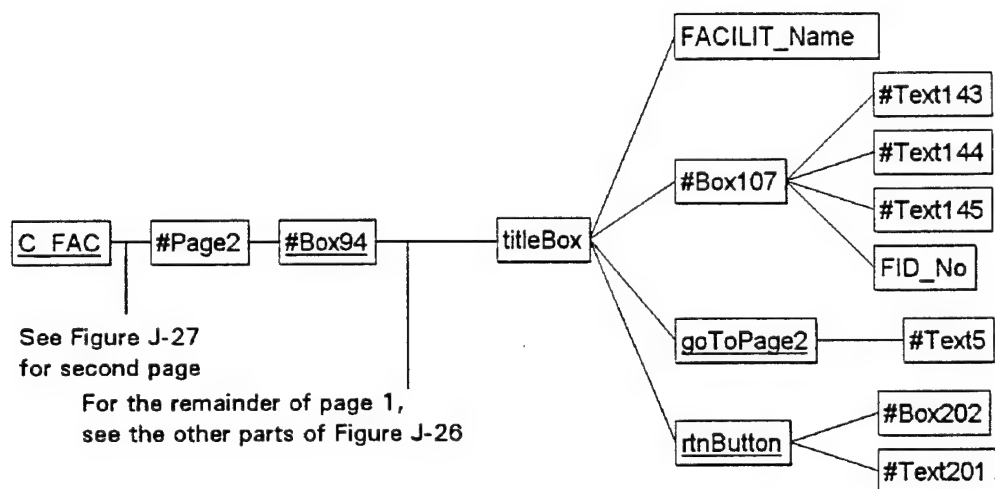 FACILIT_Name
#Text143
#Text144
#Box107
#Text145
C_FAC
#Page2
#Box94
titleBox
FID_No
See Figure J-27
for second page
goToPage2
#Text5
For the remainder of page 1,
see the other parts of Figure J-26
#Box202
rtnButton
#Text201